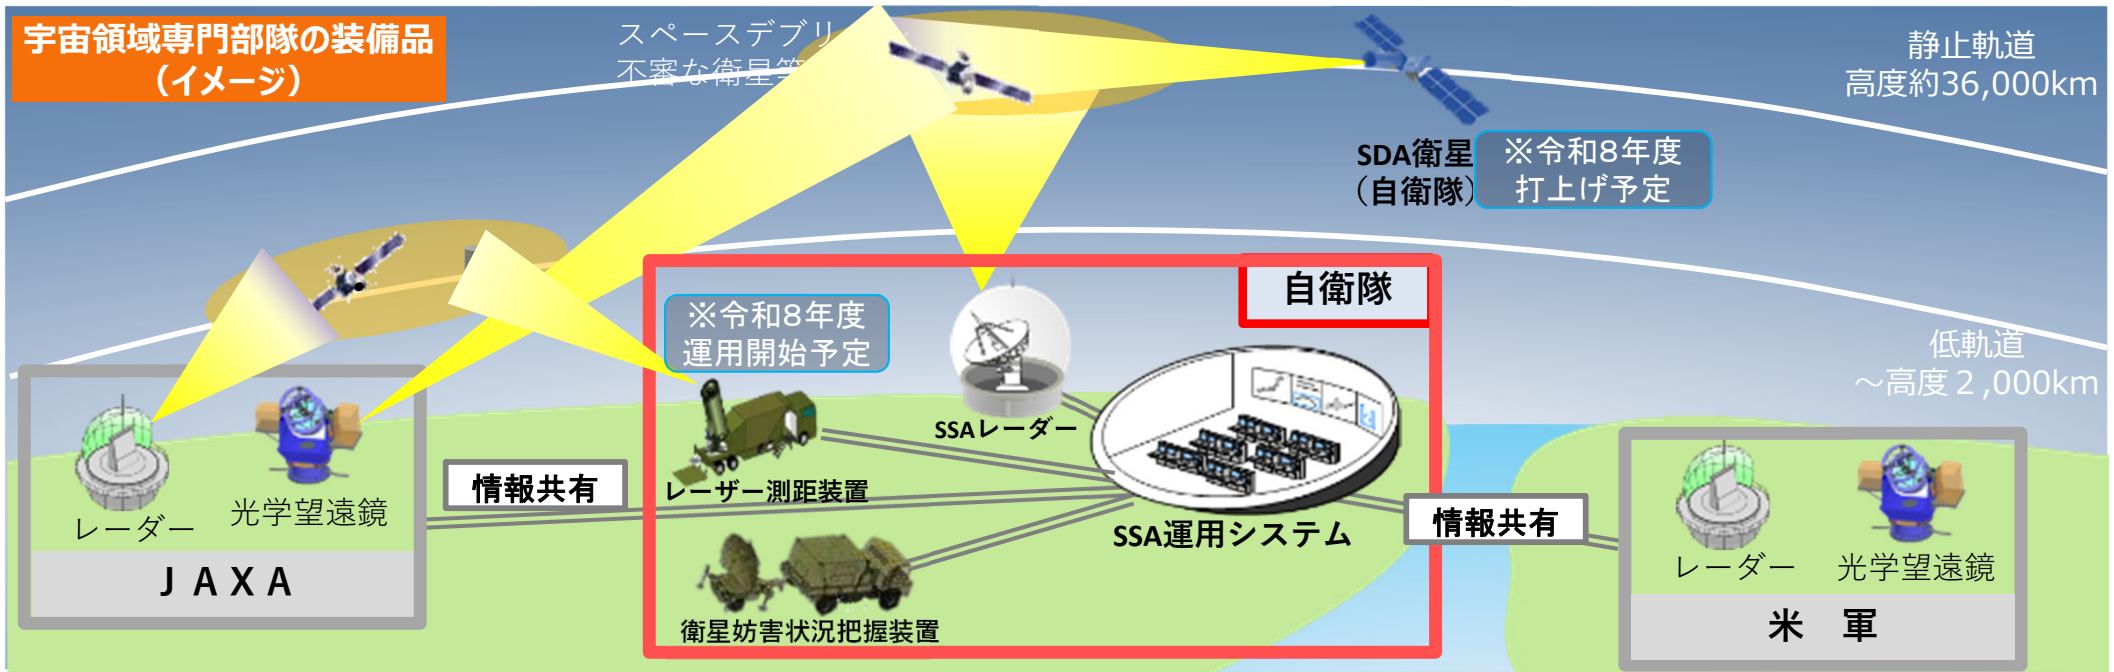 宇宙領域専門部隊の装備品
（イメージ）
スペースデブリ
不審な衛星等
静止軌道
高度約36,000km
SDA衛星
（自衛隊）
※令和８年度
打上げ予定
自衛隊
※令和８年度
運用開始予定
低軌道
～高度２,000km
SSAレーダー
レーザー測距装置
情報共有
レーダー
光学望遠鏡
ＪＡＸＡ
SSA運用システム
情報共有
衛星妨害状況把握装置
レーダー
光学望遠鏡
米　軍